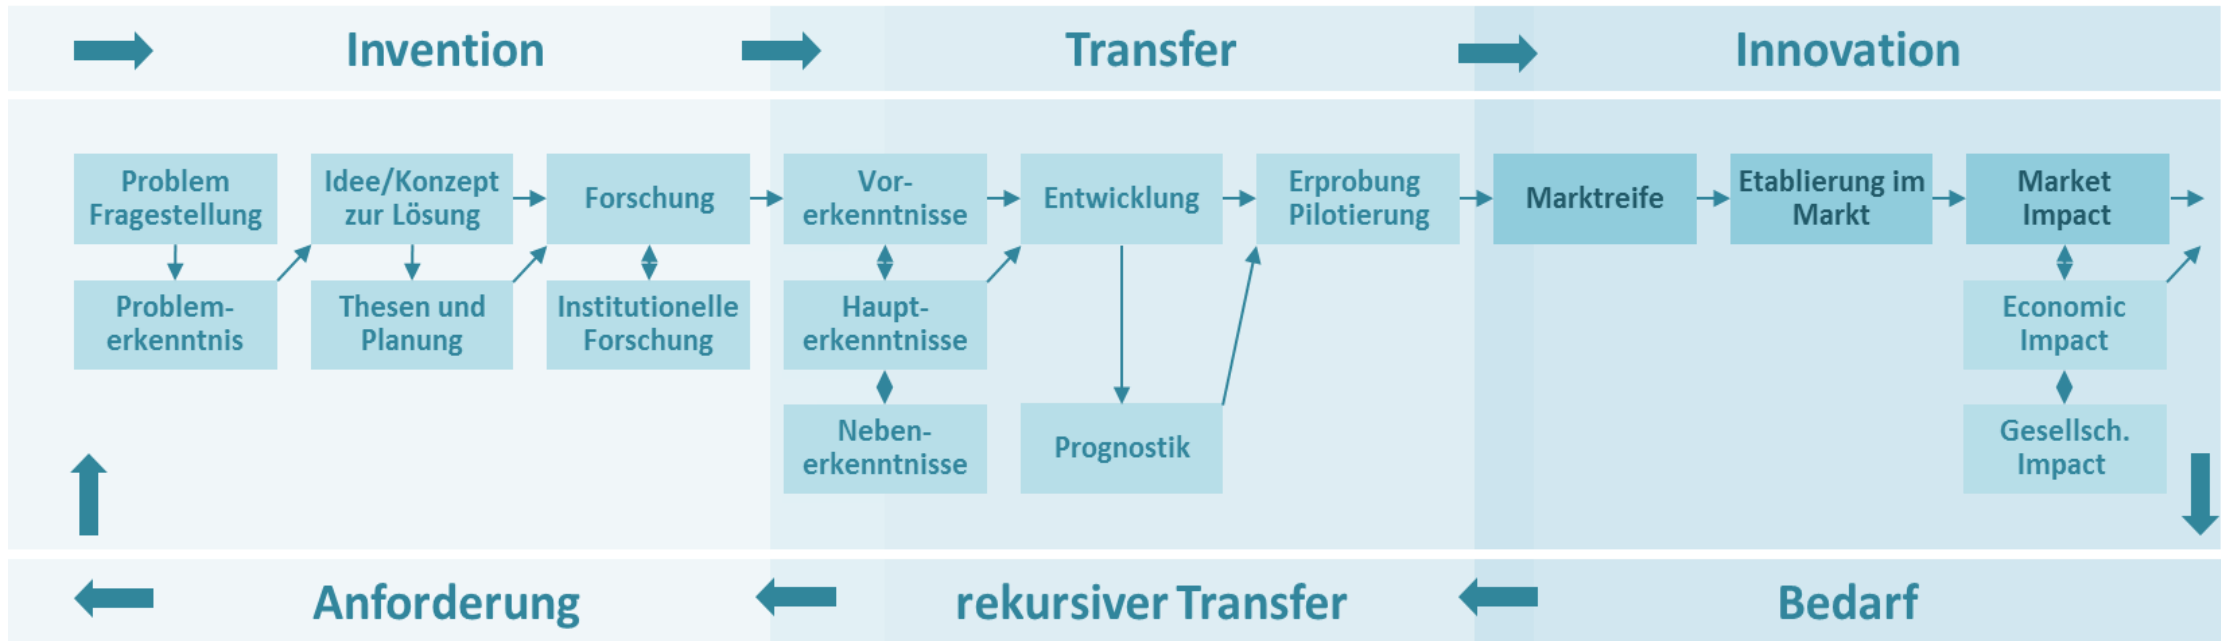 Invention
Transfer
Innovation
Problem
Fragestellung
Problem-
erkenntnis
Idee/Konzept
zur Lösung
Thesen und
Planung
Forschung
Institutionelle
Forschung
Vor-
erkenntnisse
Haupt-
erkenntnisse
Neben-
erkenntnisse
Entwicklung
Prognostik
Erprobung
Pilotierung
Marktreife
Etablierung im
Markt
Market
Impact
Economic
Impact
Gesellsch.
Impact
Anforderung
rekursiver Transfer
Bedarf